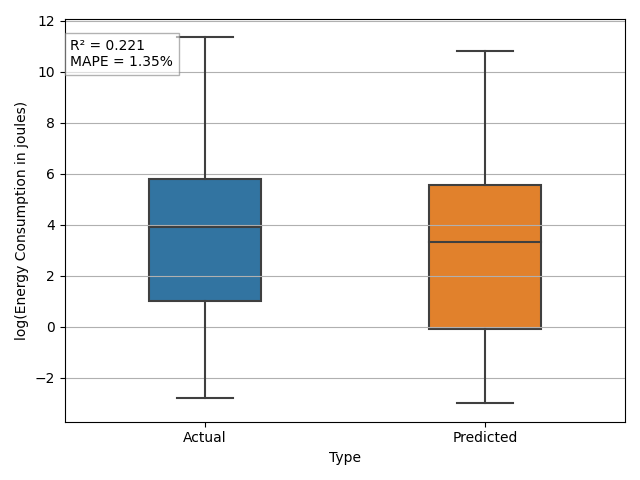 R² = 0.221
MAPE = 1.35%
12
10
8
6
4
2
0
−2
log(Energy Consumption in joules)
Actual
Predicted
Type